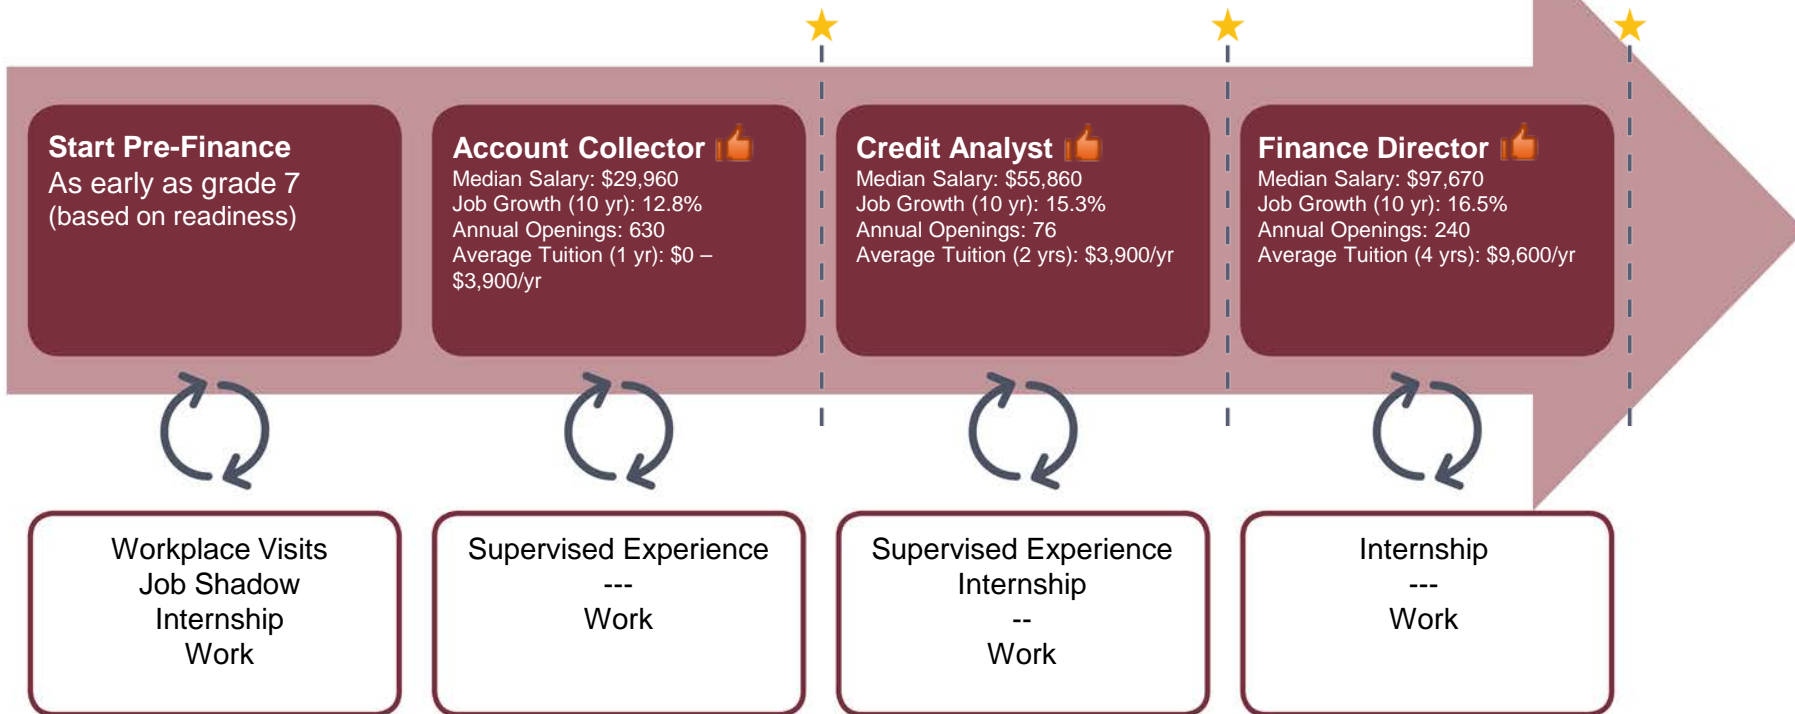 Start Pre-Finance
As early as grade 7
(based on readiness)
Account Collector
Median Salary: $29,960
Job Growth (10 yr): 12.8%
Annual Openings: 630
Average Tuition (1 yr): $0 –
$3,900/yr
Credit Analyst
Median Salary: $55,860
Job Growth (10 yr): 15.3%
Annual Openings: 76
Average Tuition (2 yrs): $3,900/yr
Finance Director
Median Salary: $97,670
Job Growth (10 yr): 16.5%
Annual Openings: 240
Average Tuition (4 yrs): $9,600/yr
Workplace Visits
Job Shadow
Internship
Work
Supervised Experience
---
Work
Supervised Experience
Internship
--
Work
Internship
---
Work